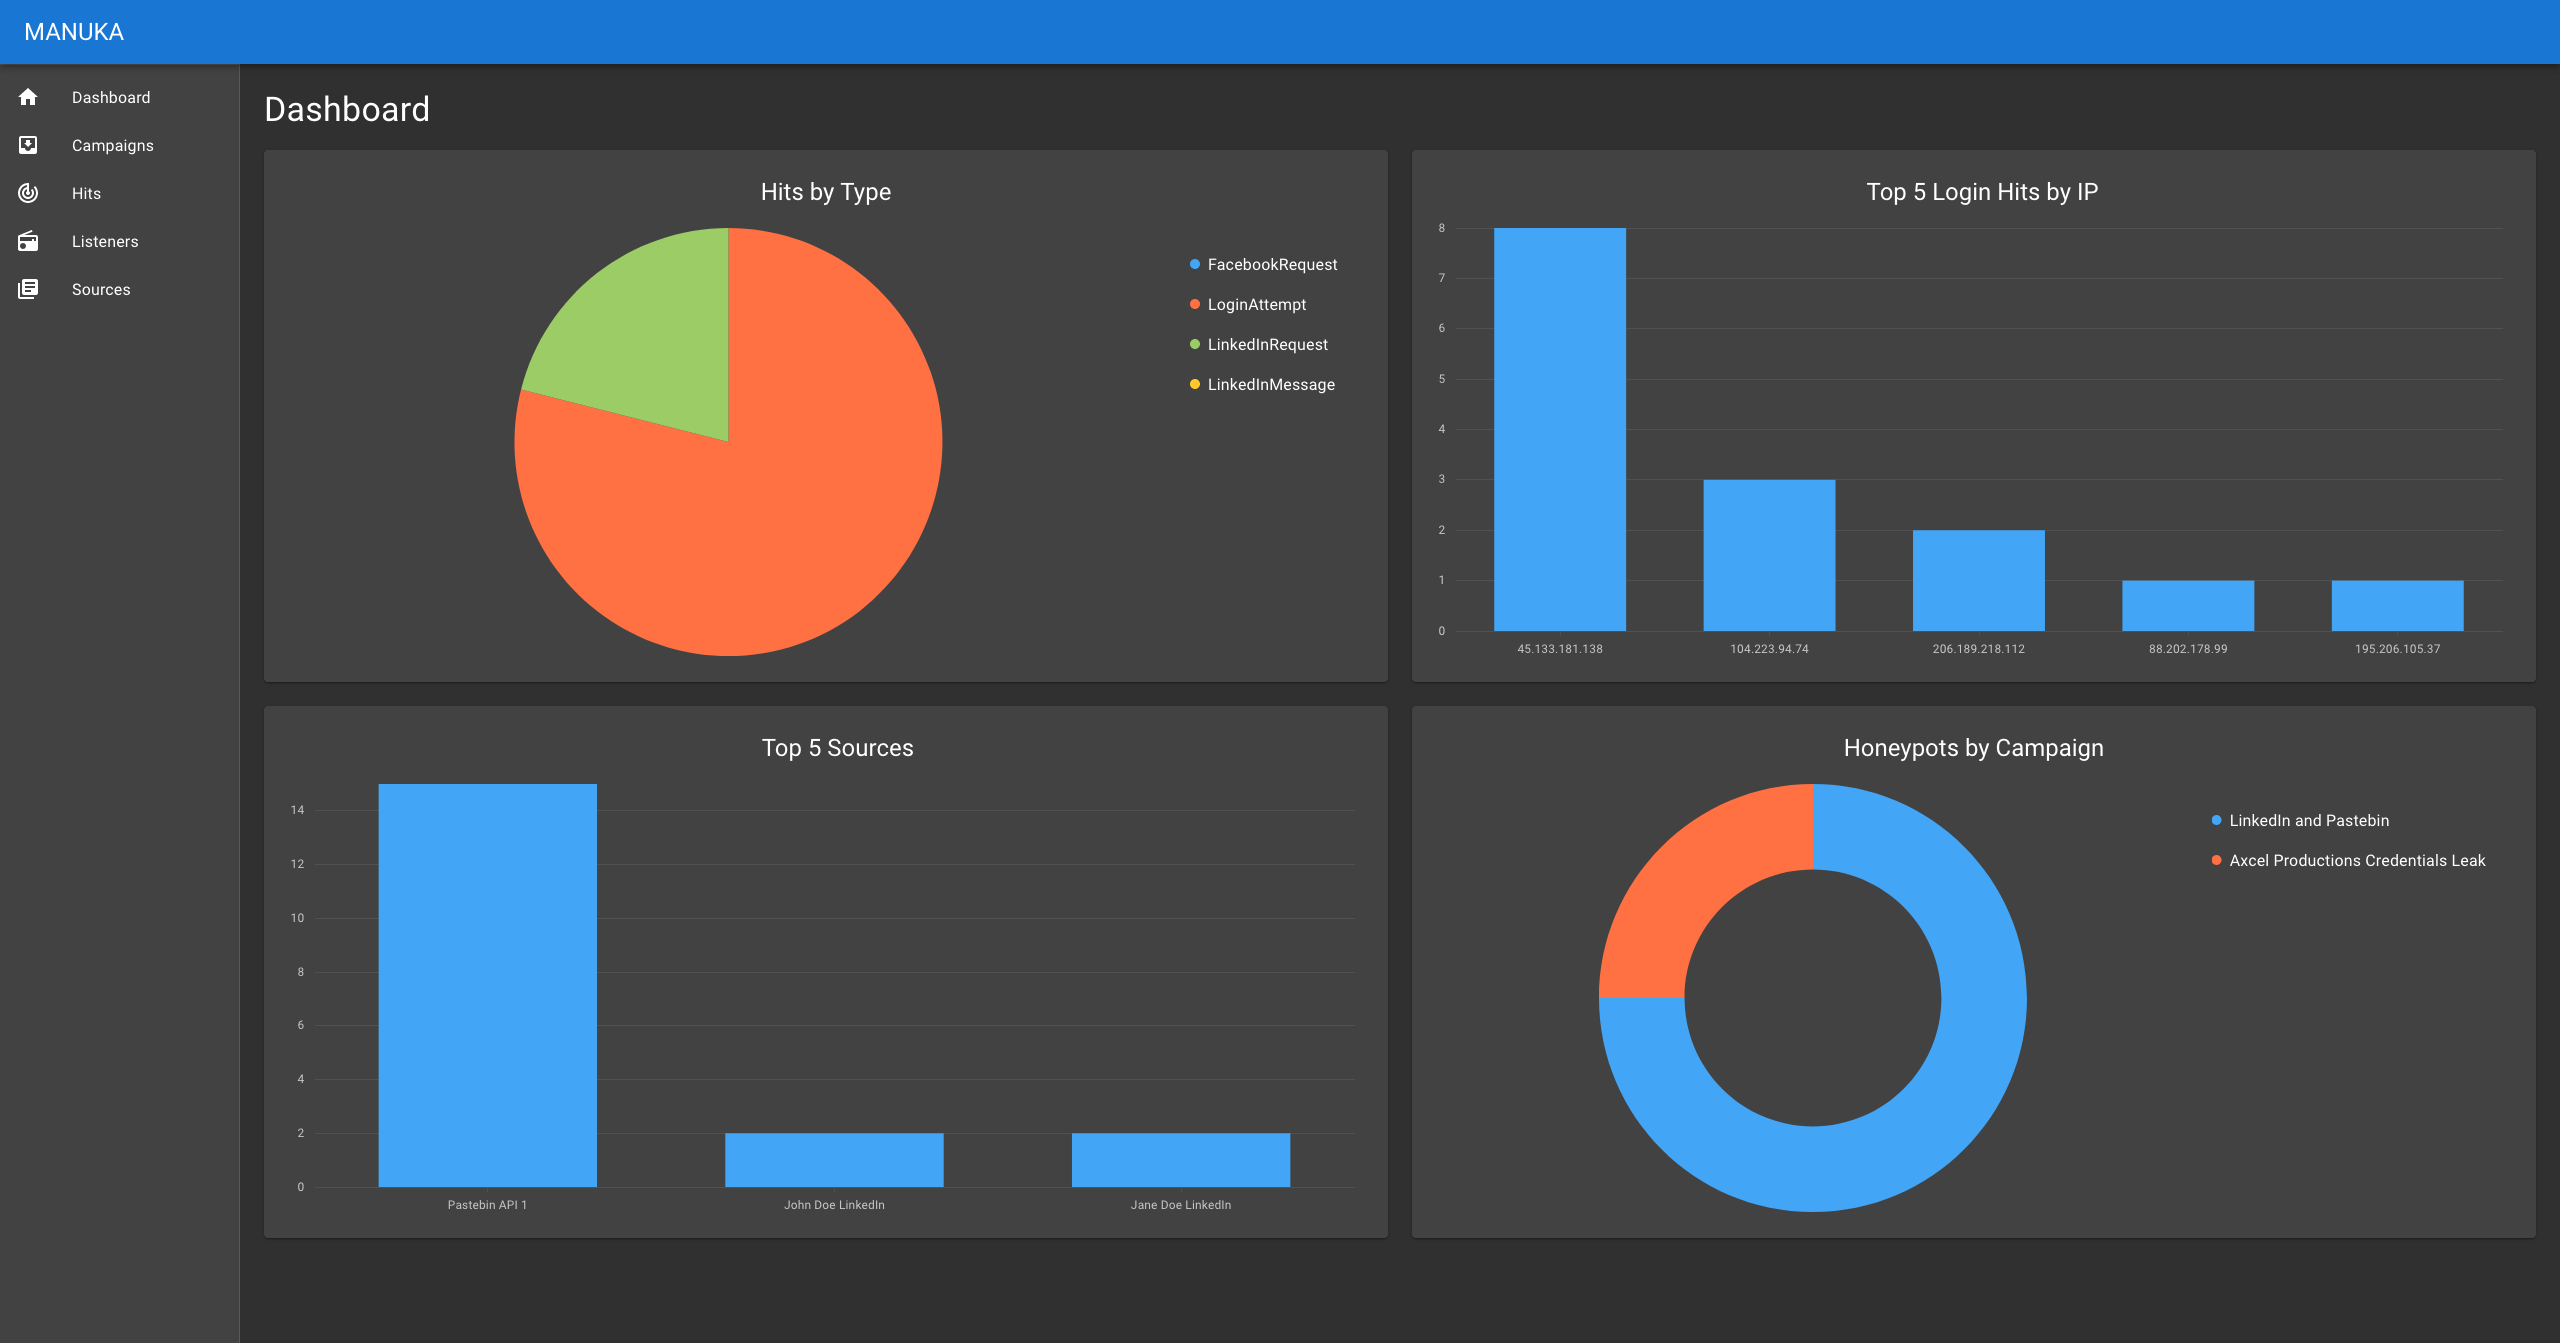 MANUKA
Dashboard
Campaigns
Hits
Listeners
Sources
Dashboard
Hits by Type
FacebookRequest
LoginAttempt
LinkedInRequest
LinkedInMessage
Top 5 Login Hits by IP
8
7
6
5
4
3
2
1
0
45.133.181.138 104.223.94.74 206.189.218.112 88.202.178.99 195.206.105.37
Top 5 Sources
14
12
10
8
6
4
2
0
Pastebin API 1 John Doe LinkedIn Jane Doe LinkedIn
Honeypots by Campaign
LinkedIn and Pastebin
Axcel Productions Credentials Leak